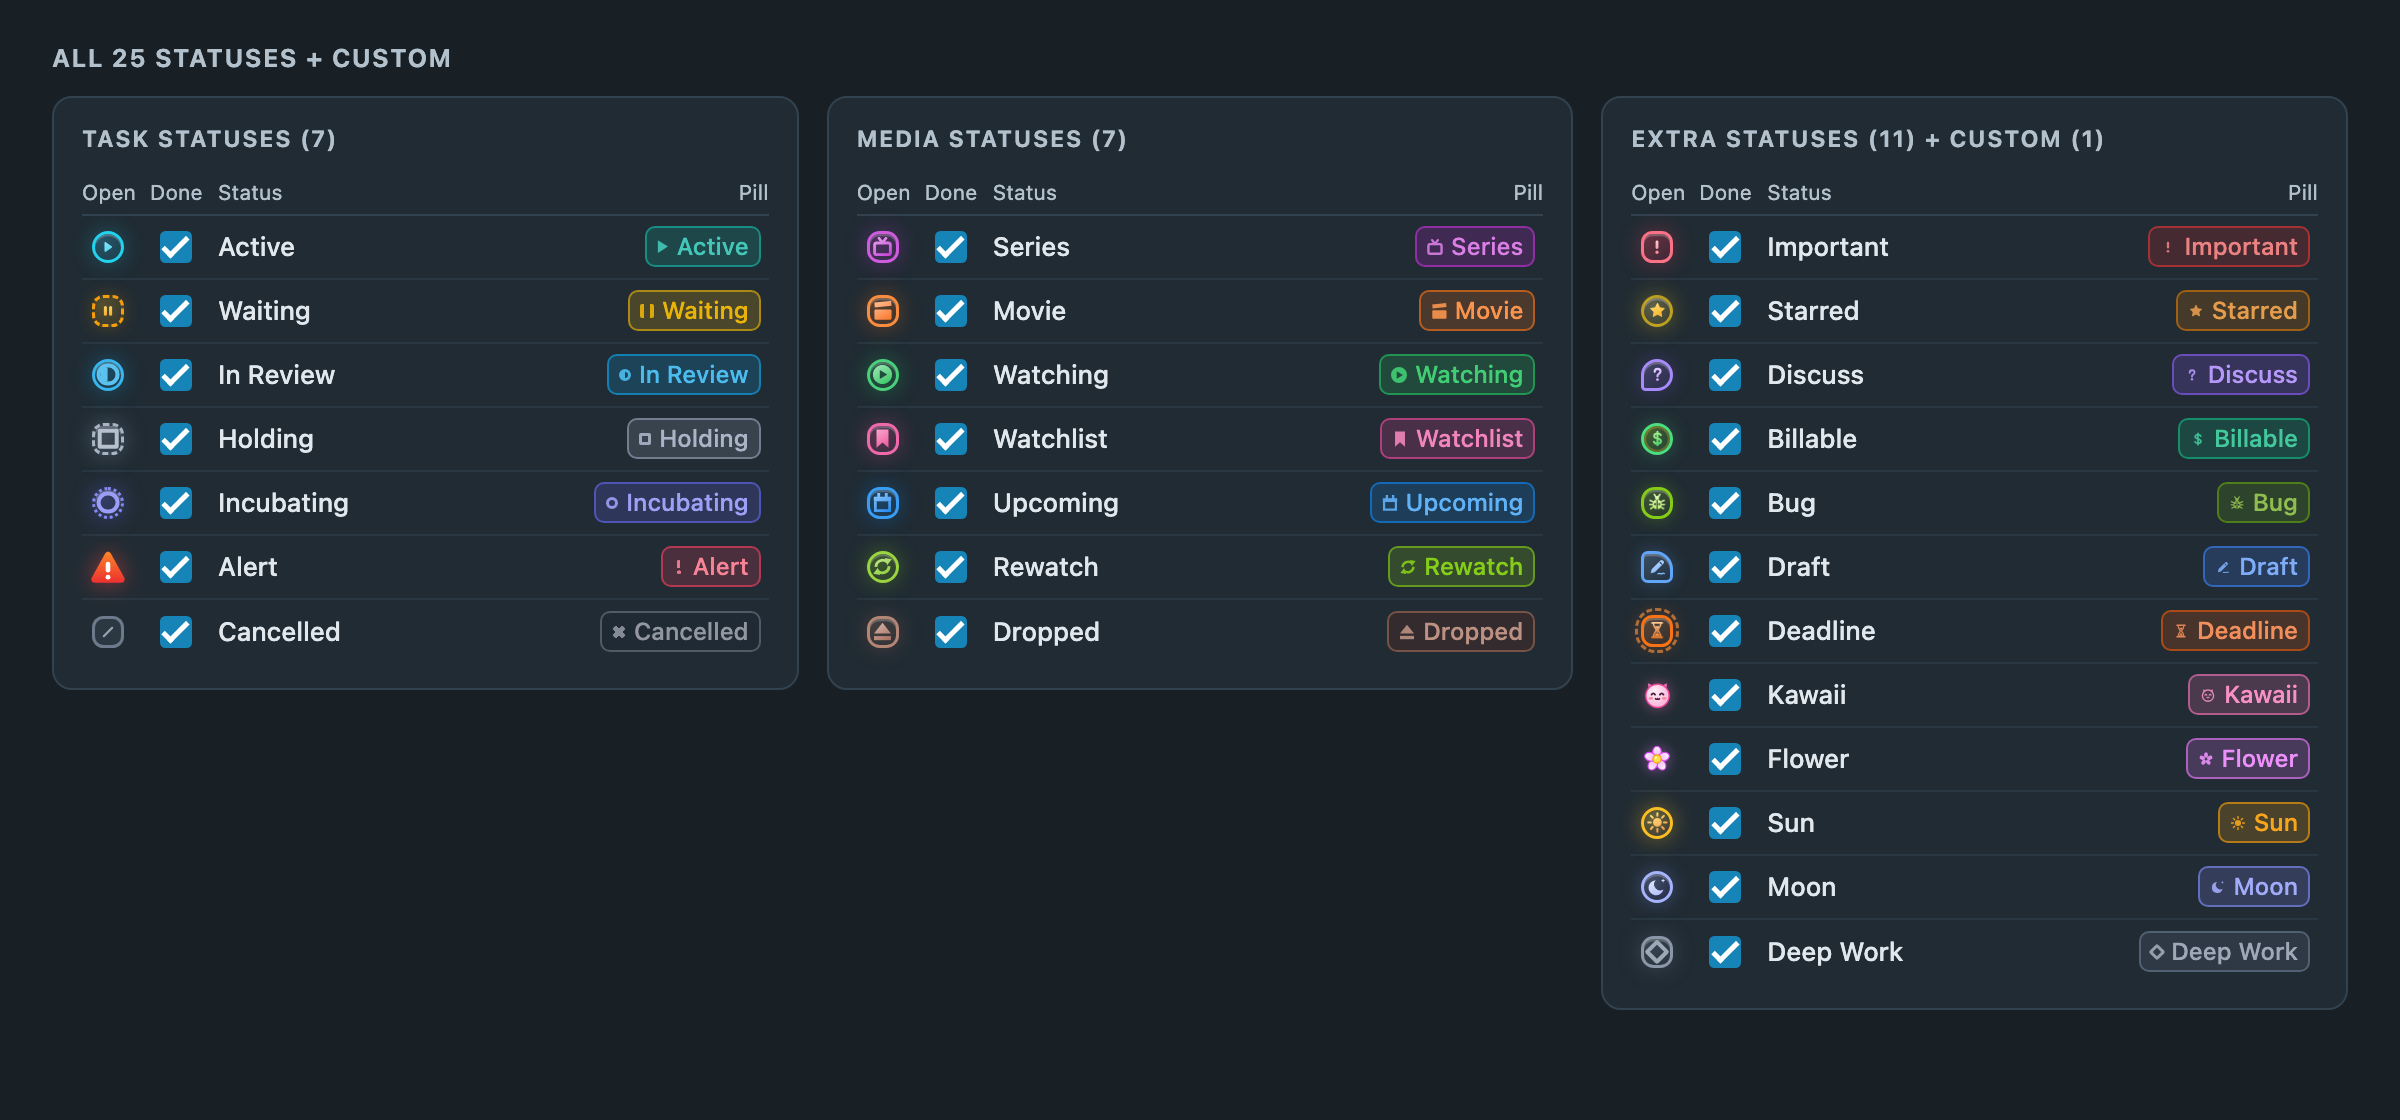 ALL 25 STATUSES + CUSTOM
TASK STATUSES (7)
Open Done Status Pill
Active Active
Waiting Waiting
In Review In Review
Holding Holding
Incubating Incubating
Alert ! Alert
Cancelled Cancelled
MEDIA STATUSES (7)
Open Done Status Pill
Series Series
Movie Movie
Watching Watching
Watchlist Watchlist
Upcoming Upcoming
Rewatch Rewatch
Dropped Dropped
EXTRA STATUSES (11) + CUSTOM (1)
Open Done Status Pill
! Important ! Important
Starred Starred
? Discuss ? Discuss
$ Billable $ Billable
Bug Bug
Draft Draft
Deadline Deadline
Kawaii Kawaii
Flower Flower
Sun Sun
Moon Moon
Deep Work Deep Work